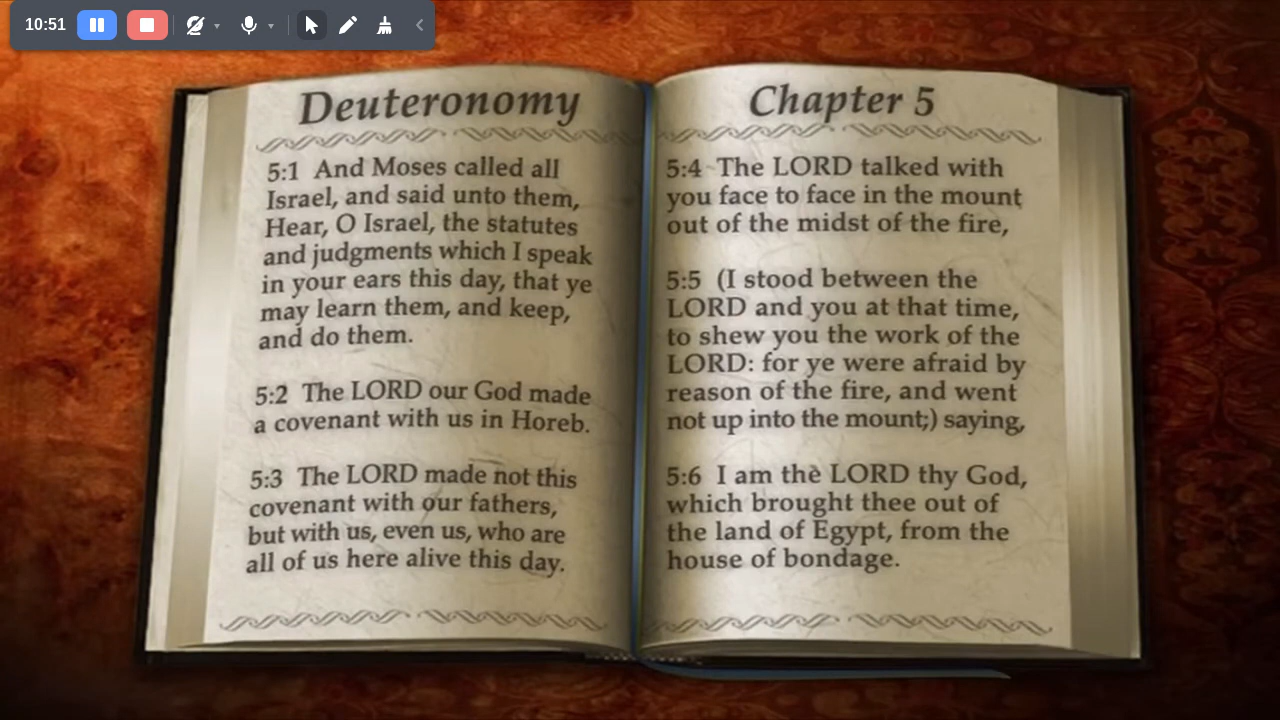 10:51
Deuteronomy
5:1 And Moses called all
Israel, and said unto them,
Hear, O Israel, the statutes
and judgments which I speak
in your ears this day, that ye
may learn them, and keep,
and do them.
5:2 The LORD our God made
a covenant with us in Horeb.
5:3 The LORD made not this
covenant with our fathers,
but with us, even us, who are
all of us here alive this day.
Chapter 5
5:4 The LORD talked with
you face to face in the mount
out of the midst of the fire,
5:5 (I stood between the
LORD and you at that time,
to shew you the work of the
LORD: for ye were afraid by
reason of the fire, and went
not up into the mount;) saying,
5:6 I am the LORD thy God,
which brought thee out of
the land of Egypt, from the
house of bondage.